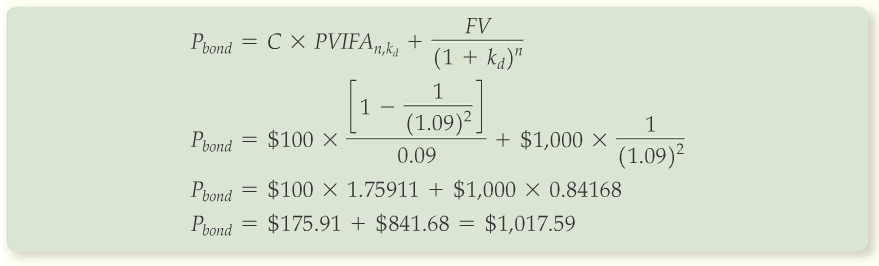 P_bond = C × PVIFA_n,k_d + FV / (1 + k_d)^n
P_bond = $100 × [1 − 1 / (1.09)^2] / 0.09 + $1,000 × 1 / (1.09)^2
P_bond = $100 × 1.75911 + $1,000 × 0.84168
P_bond = $175.91 + $841.68 = $1,017.59